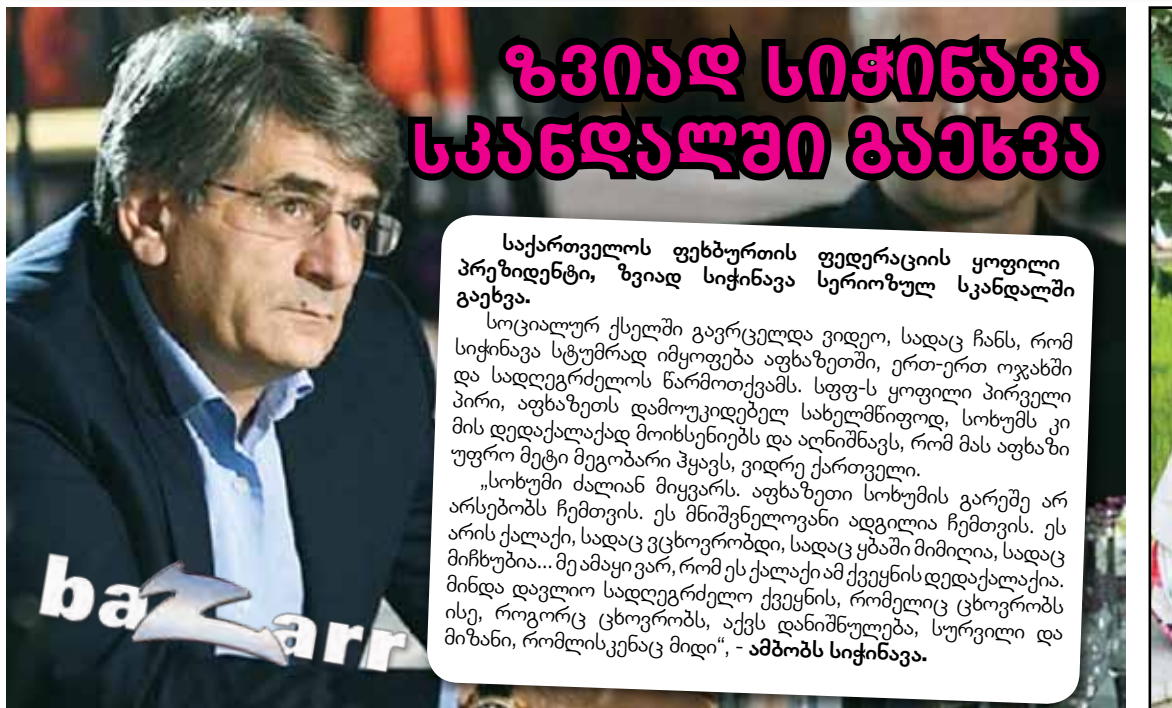 ზვიად სიჭინავა
სკანდალში გაეხვა
საქართველოს ფეხბურთის ფედერაციის ყოფილი
პრეზიდენტი, ზვიად სიჭინავა სერიოზულ სკანდალში
გაეხვა.
სოციალურ ქსელში გავრცელდა ვიდეო, სადაც ჩანს, რომ
სიჭინავა სტუმრად იმყოფება აფხაზეთში, ერთ-ერთ ოჯახში
და სადღეგრძელოს წარმოთქვამს. სფფ-ს ყოფილი პირველი
პირი, აფხაზეთს დამოუკიდებელ სახელმწიფოდ, სოხუმს კი
მის დედაქალაქად მოიხსენიებს და აღნიშნავს, რომ მას აფხაზი
უფრო მეტი მეგობარი ჰყავს, ვიდრე ქართველი.
„სოხუმი ძალიან მიყვარს. აფხაზეთი სოხუმის გარეშე არ
არსებობს ჩემთვის. ეს მნიშვნელოვანი ადგილია ჩემთვის. ეს
არის ქალაქი, სადაც ვცხოვრობდი, სადაც ყბაში მიმიღია, სადაც
მიჩხუბია... მე ამაყი ვარ, რომ ეს ქალაქი ამ ქვეყნის დედაქალაქია.
მინდა დავლიო სადღეგრძელო ქვეყნის, რომელიც ცხოვრობს
ისე, როგორც ცხოვრობს, აქვს დანიშნულება, სურვილი და
მიზანი, რომლისკენაც მიდი“, - ამბობს სიჭინავა.
baZarr